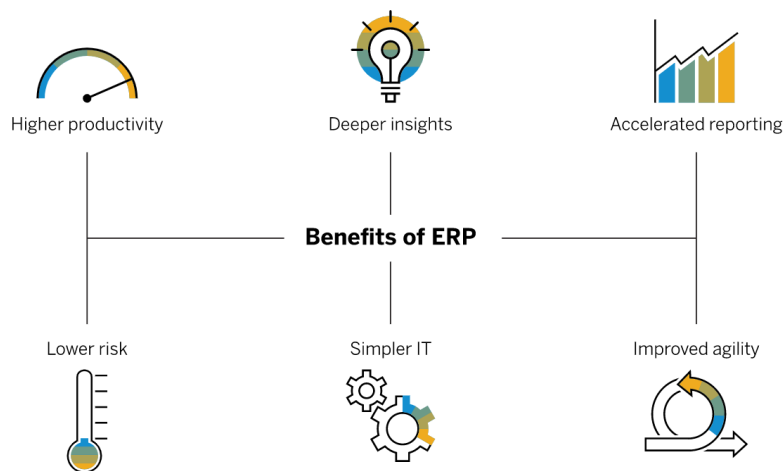 Higher productivity
Deeper insights
Accelerated reporting
Benefits of ERP
Lower risk
Simpler IT
Improved agility